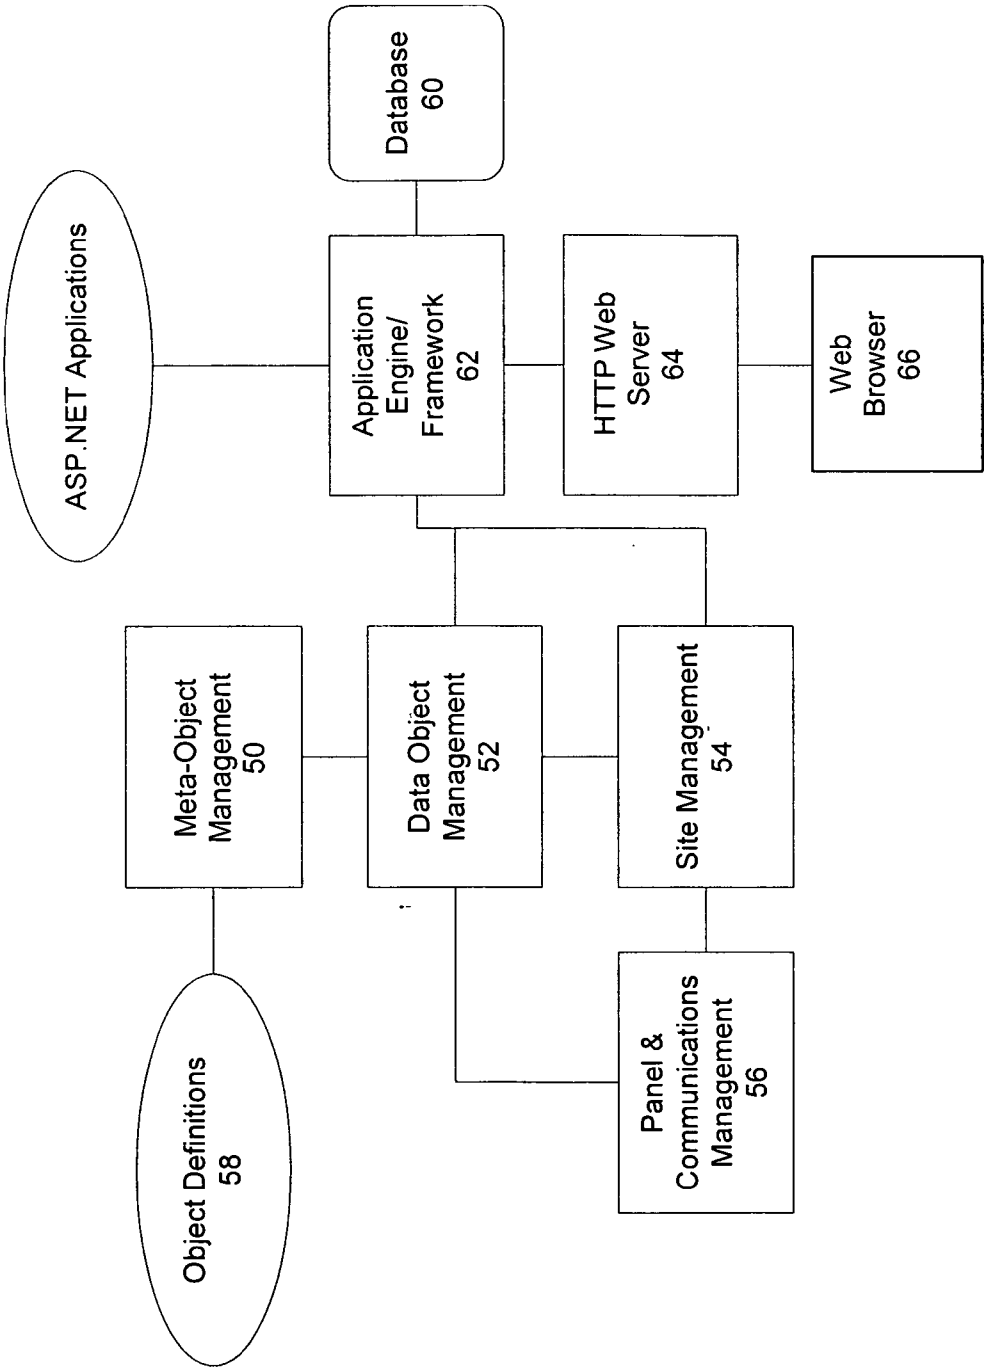 Object Definitions
58
Meta-Object
Management
50
ASP.NET Applications
Data Object
Management
52
Application
Engine/
Framework
62
Database
60
Panel &
Communications
Management
56
Site Management
54
HTTP Web
Server
64
Web
Browser
66